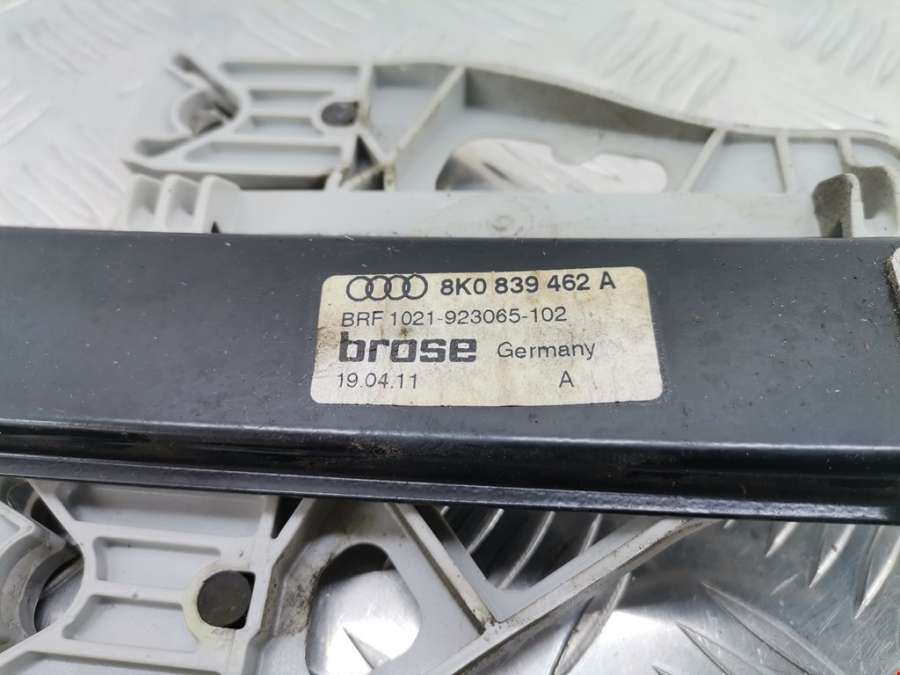 8K0 839 462 A
BRF 1021-923065-102
brose Germany
19.04.11 A